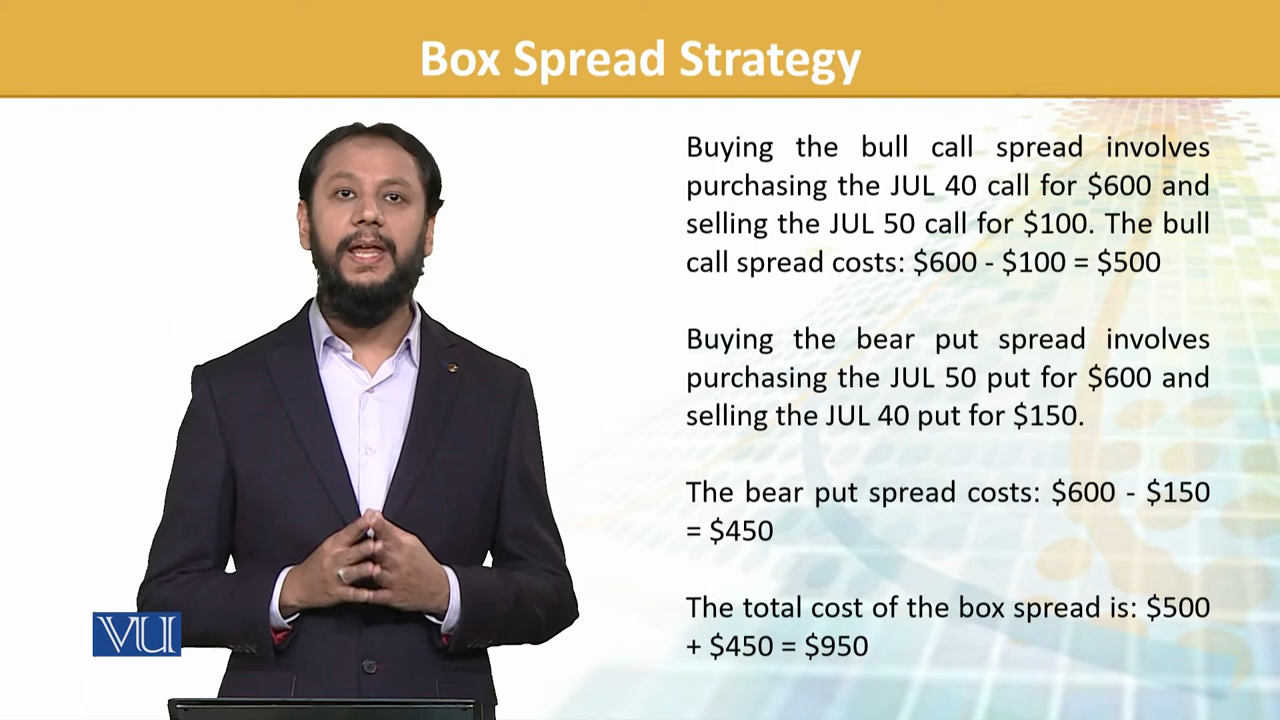 Box Spread Strategy
Buying the bull call spread involves
purchasing the JUL 40 call for $600 and
selling the JUL 50 call for $100. The bull
call spread costs: $600 - $100 = $500
Buying the bear put spread involves
purchasing the JUL 50 put for $600 and
selling the JUL 40 put for $150.
The bear put spread costs: $600 - $150
= $450
The total cost of the box spread is: $500
+ $450 = $950
VU